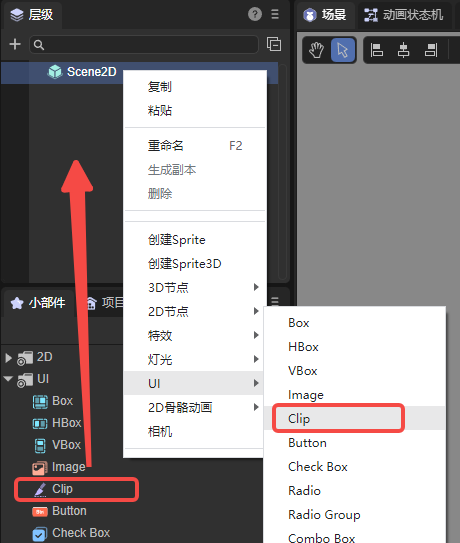 层级
场景
动画状态机
Scene2D
复制
粘贴
重命名 F2
生成副本
删除
创建Sprite
创建Sprite3D
3D节点
2D节点
特效
灯光
UI
2D骨骼动画
相机
小部件
项目
2D
UI
Box
HBox
VBox
Image
Clip
Button
Check Box
Box
HBox
VBox
Image
Clip
Button
Check Box
Radio
Radio Group
Combo Box